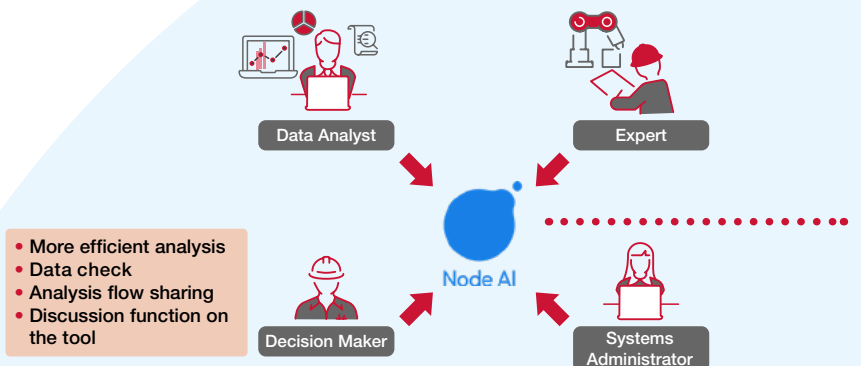 Data Analyst
Expert
Node AI
• More efficient analysis
• Data check
• Analysis flow sharing
• Discussion function on
the tool
Decision Maker
Systems
Administrator